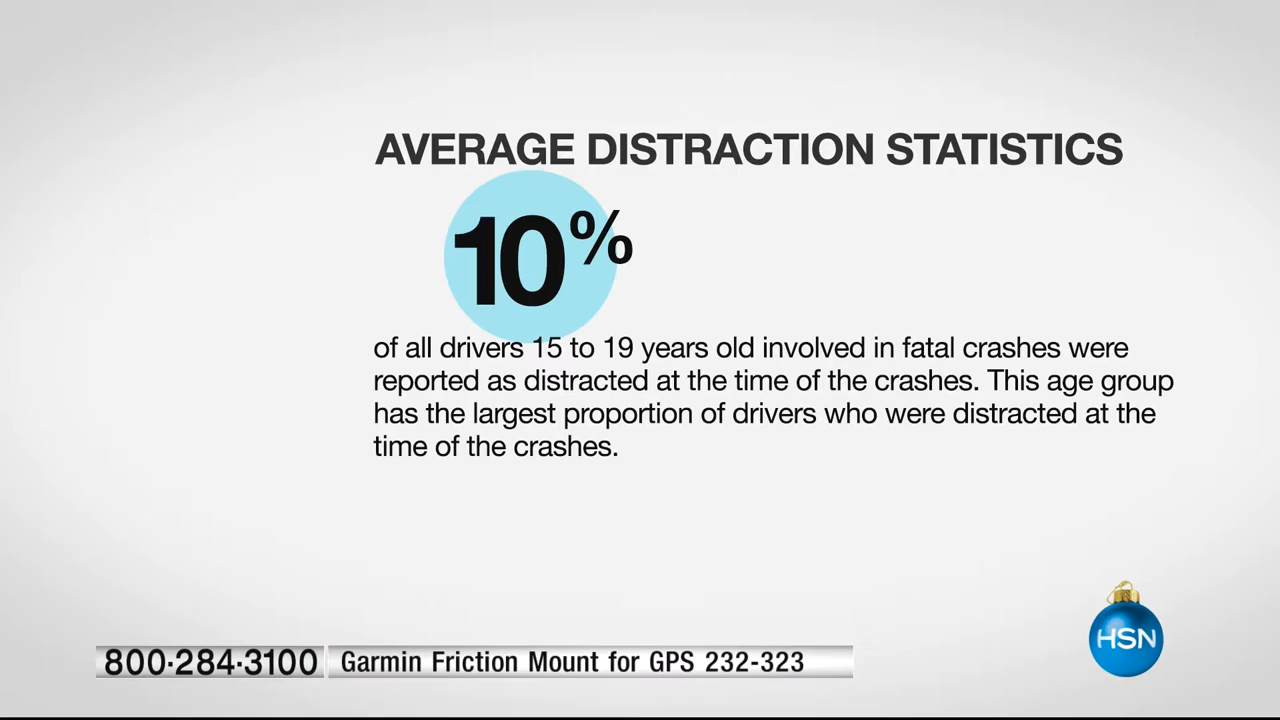 AVERAGE DISTRACTION STATISTICS
10%
of all drivers 15 to 19 years old involved in fatal crashes were
reported as distracted at the time of the crashes. This age group
has the largest proportion of drivers who were distracted at the
time of the crashes.
HSN
800·284·3100
Garmin Friction Mount for GPS 232-323